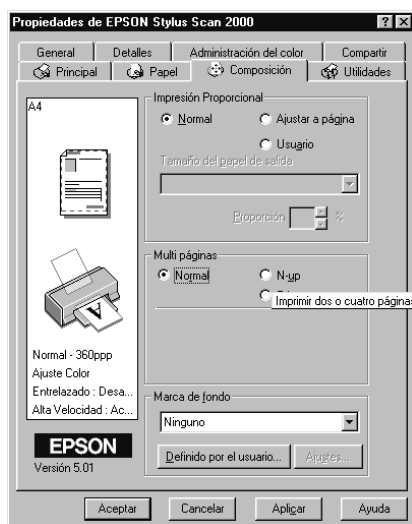 Propiedades de EPSON Stylus Scan 2000
General Detalles Administración del color Compartir
Principal Papel Composición Utilidades
A4
Impresión Proporcional
Normal Ajustar a página
Usuario
Tamaño del papel de salida
Proporción %
Multi páginas
Normal N-up
Imprimir dos o cuatro páginas
Normal - 360ppp
Ajuste Color
Entrelazado : Desa...
Alta Velocidad : Ac...
Marca de fondo
Ninguno
Definido por el usuario... Ajustes...
EPSON
Versión 5.01
Aceptar Cancelar Aplicar Ayuda